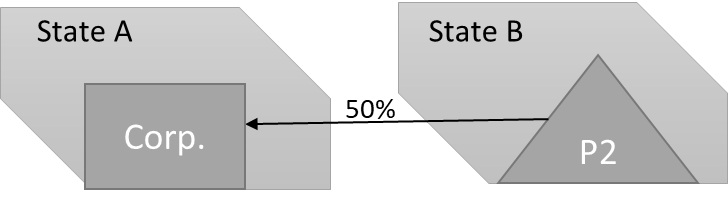 State A
State B
50%
Corp.
P2